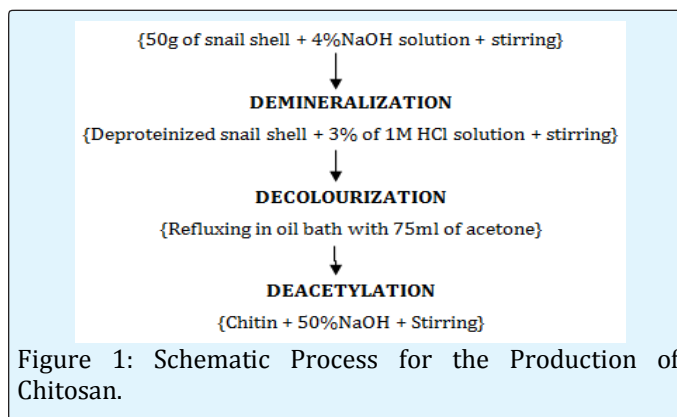 {50g of snail shell + 4%NaOH solution + stirring}
DEMINERALIZATION
{Deproteinized snail shell + 3% of 1M HCl solution + stirring}
DECOLOURIZATION
{Refluxing in oil bath with 75ml of acetone}
DEACETYLATION
{Chitin + 50%NaOH + Stirring}
Figure 1: Schematic Process for the Production of
Chitosan.